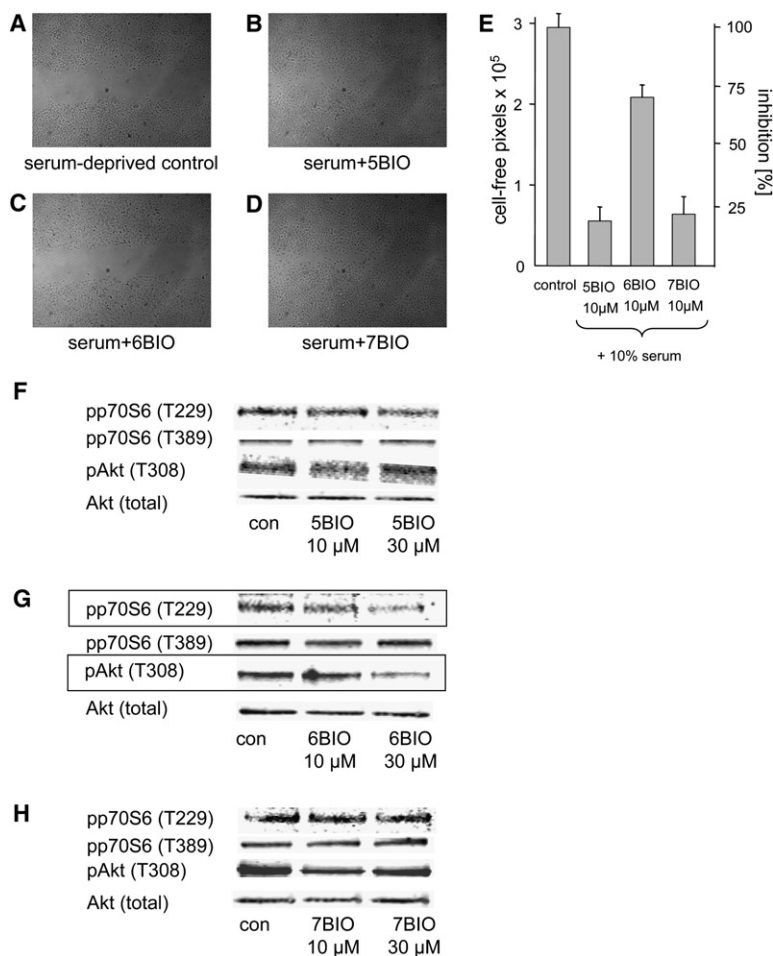 A
serum-deprived control
B
serum+5BIO
C
serum+6BIO
D
serum+7BIO
E
cell-free pixels x 10⁵
3
2
1
0
100
75
50
25
inhibition [%]
control
5BIO
10µM
6BIO
10µM
7BIO
10µM
+ 10% serum
F
pp70S6 (T229)
pp70S6 (T389)
pAkt (T308)
Akt (total)
con
5BIO
10 µM
5BIO
30 µM
G
pp70S6 (T229)
pp70S6 (T389)
pAkt (T308)
Akt (total)
con
6BIO
10 µM
6BIO
30 µM
H
pp70S6 (T229)
pp70S6 (T389)
pAkt (T308)
Akt (total)
con
7BIO
10 µM
7BIO
30 µM